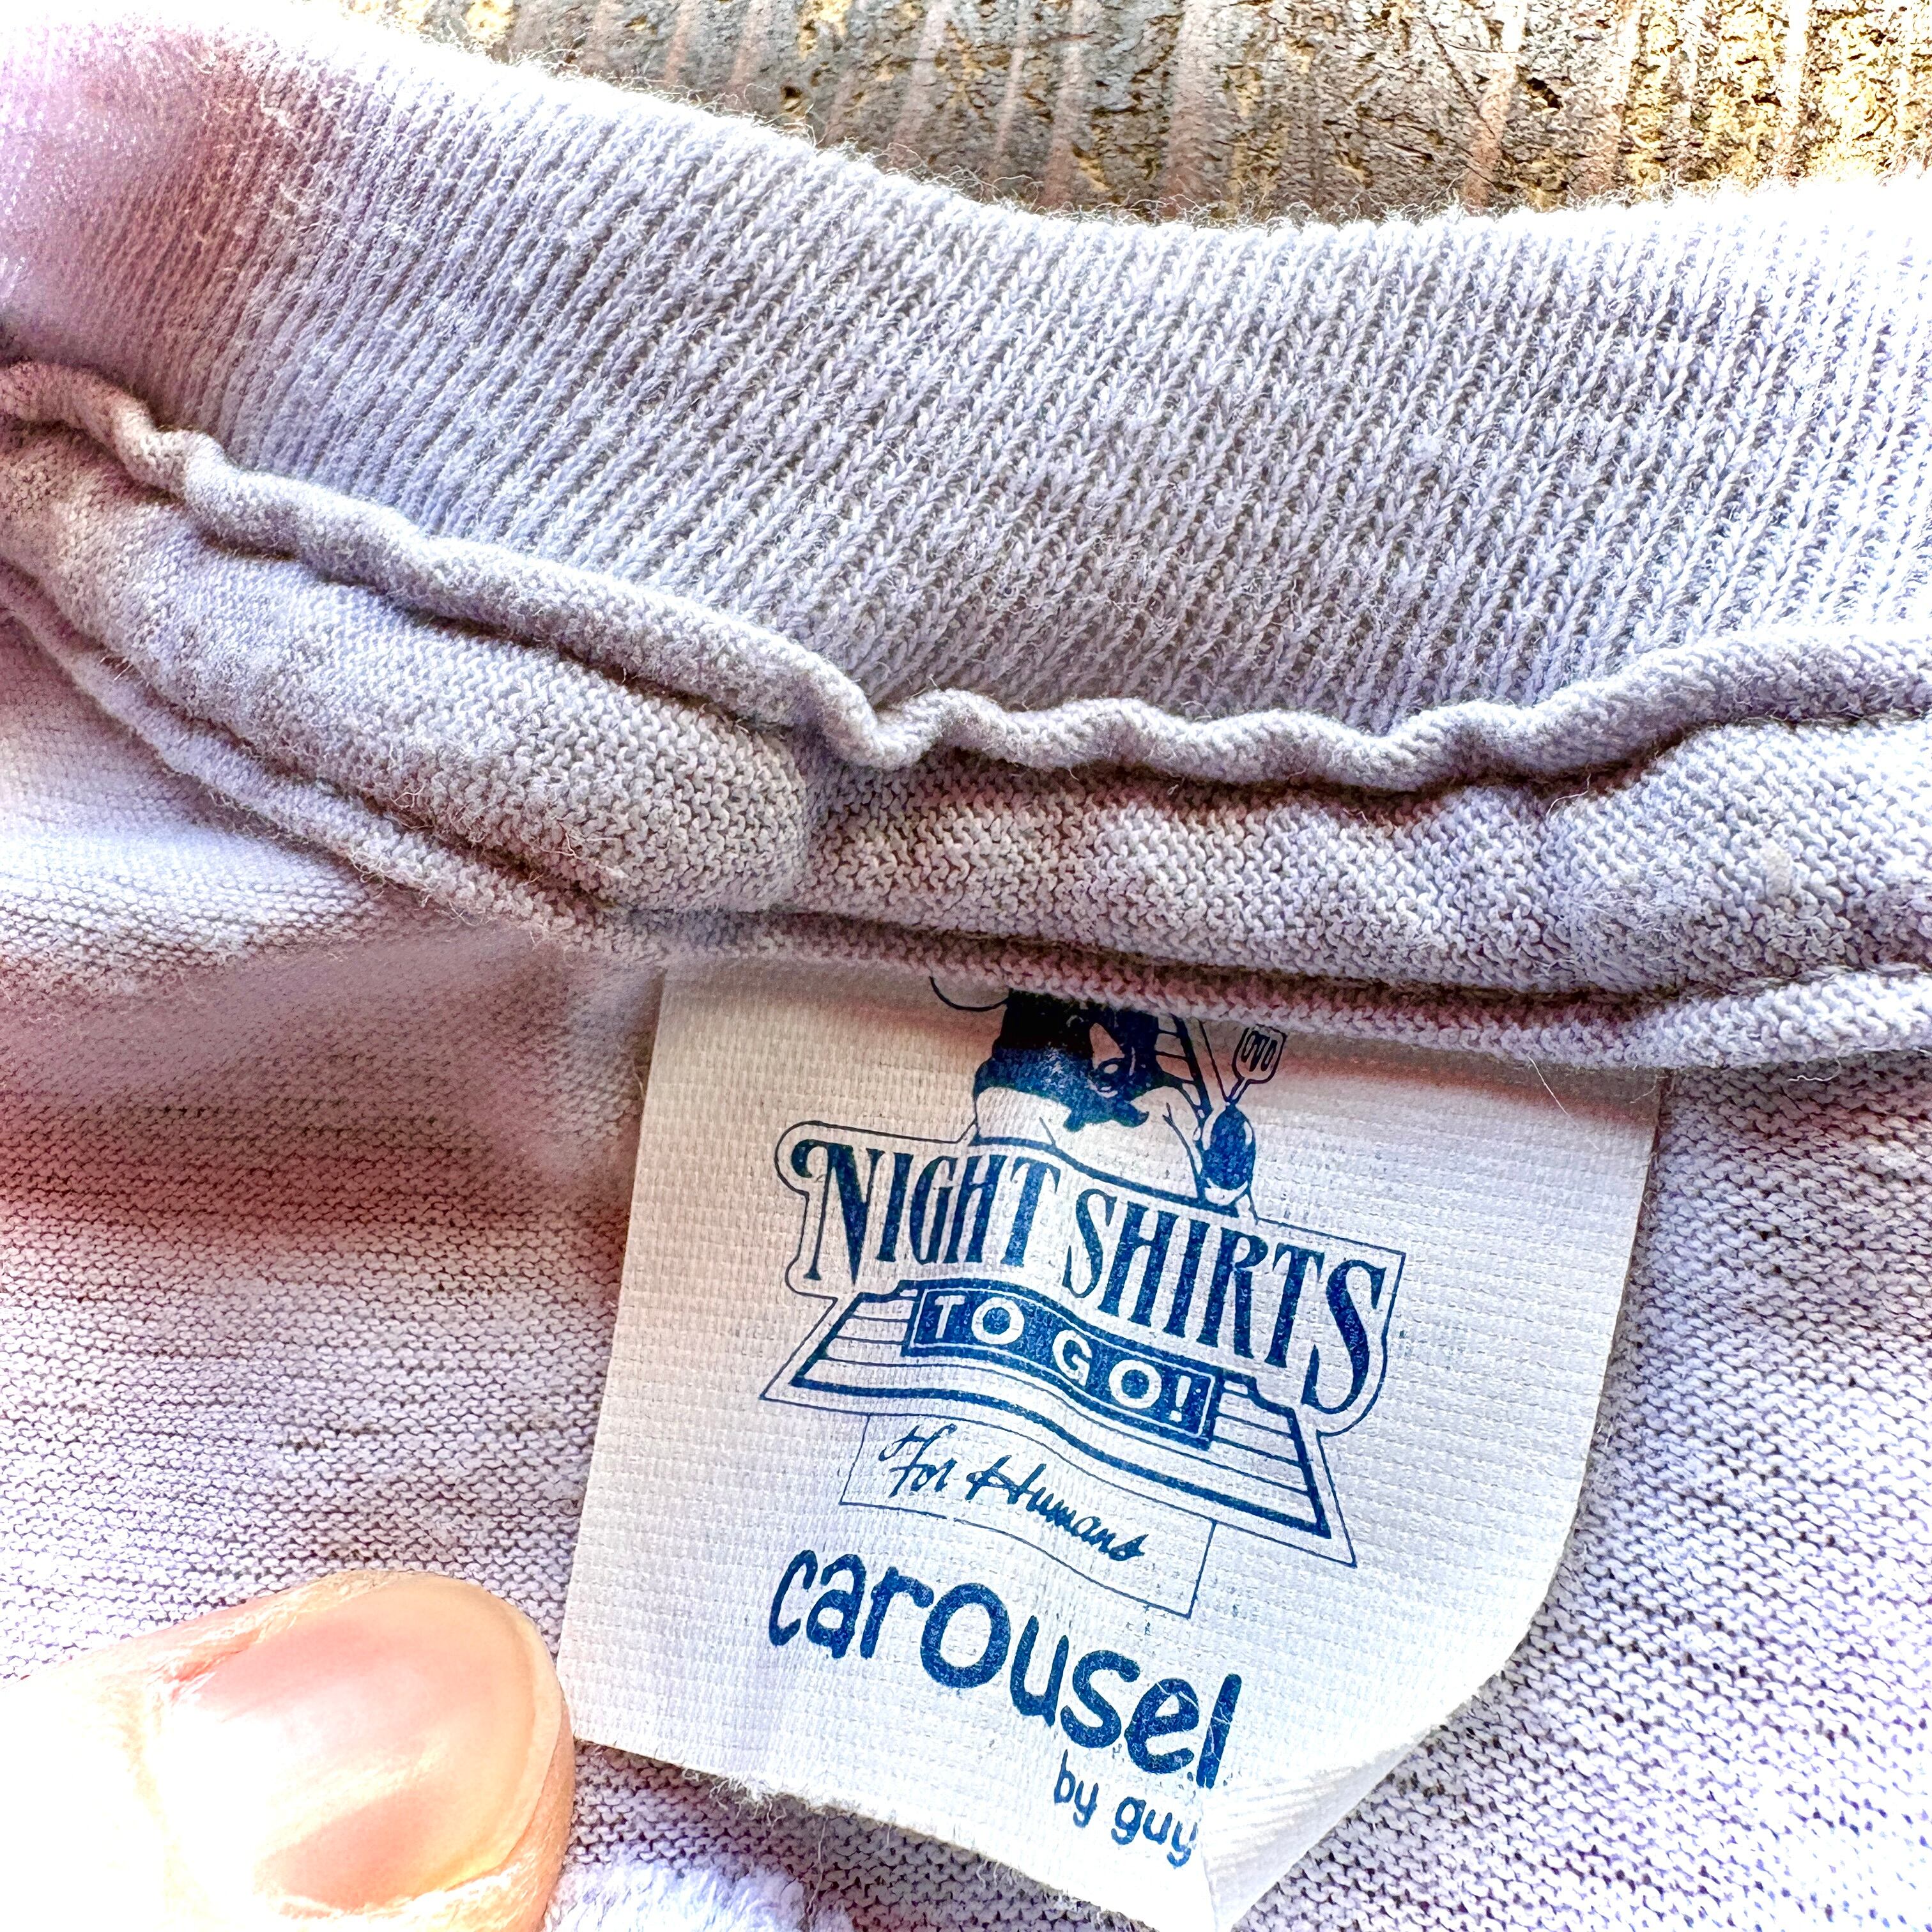 NIGHT SHIRTS
TO GO!
For Humans
carousel
by guy